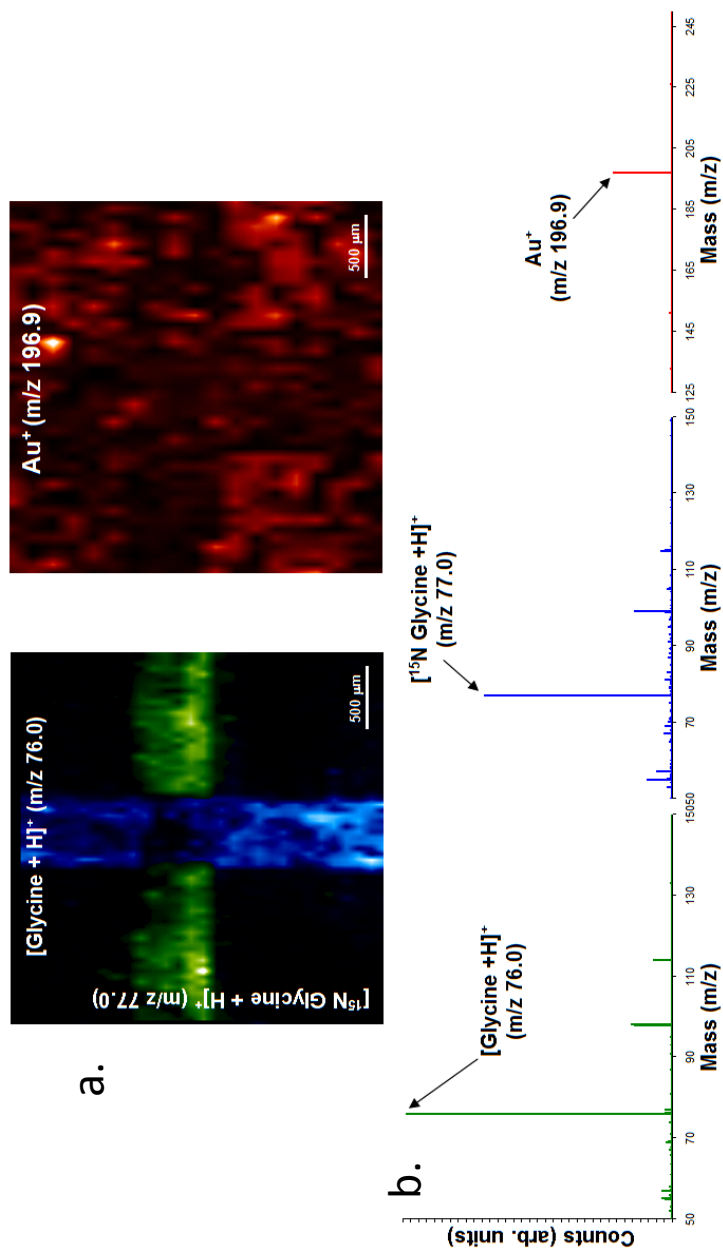 a.
[Glycine + H]⁺ (m/z 76.0)
[¹⁵N Glycine + H]⁺ (m/z 77.0)
500 µm
Au⁺ (m/z 196.9)
500 µm
b.
Counts (arb. units)
[Glycine +H]⁺
(m/z 76.0)
50 70 90 110 130 150
Mass (m/z)
[¹⁵N Glycine +H]⁺
(m/z 77.0)
50 70 90 110 130 150
Mass (m/z)
Au⁺
(m/z 196.9)
125 145 165 185 205 225 245
Mass (m/z)